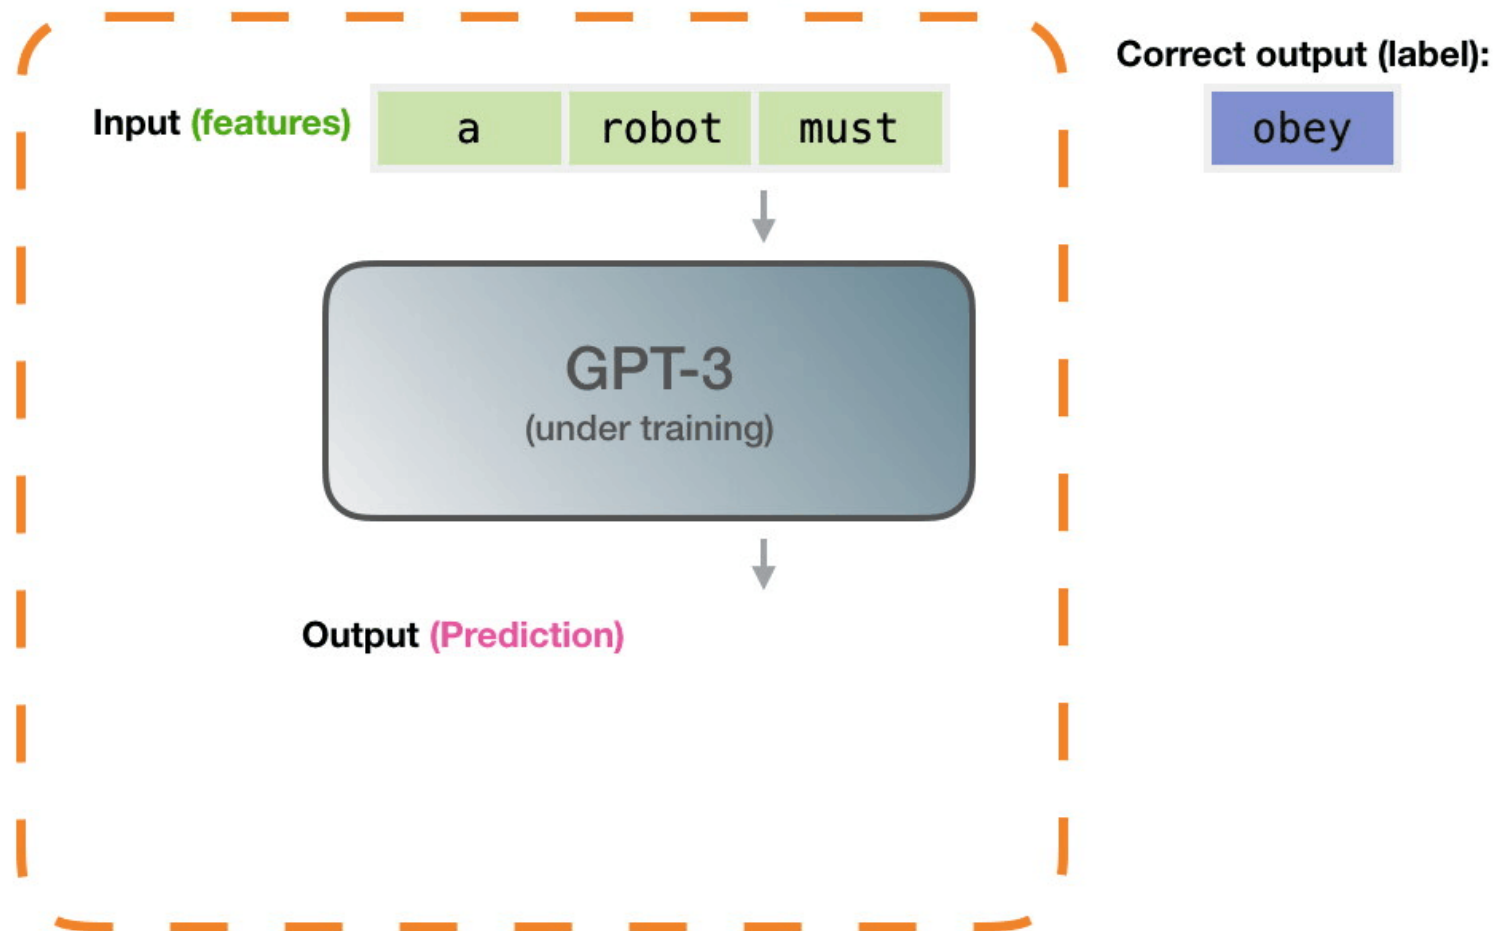 Correct output (label):
Input (features) a robot must
obey
GPT-3
(under training)
Output (Prediction)